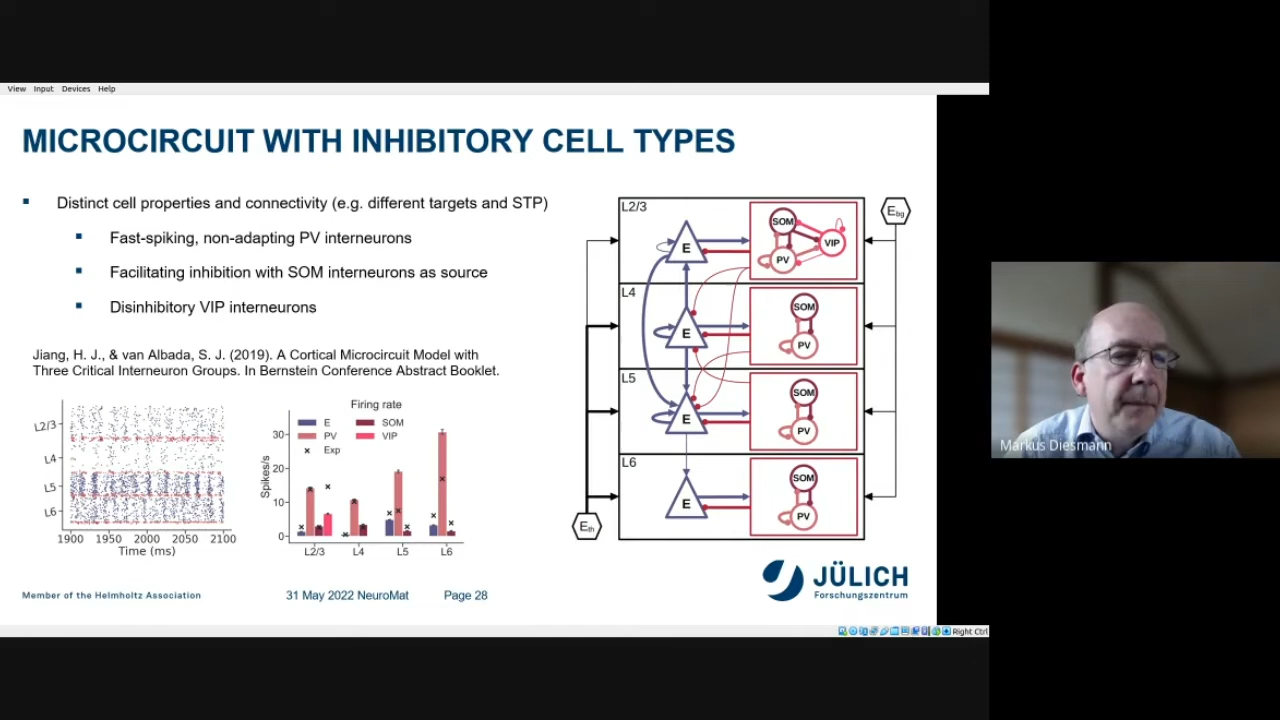 View Input Devices Help
MICROCIRCUIT WITH INHIBITORY CELL TYPES
Distinct cell properties and connectivity (e.g. different targets and STP)
Fast-spiking, non-adapting PV interneurons
Facilitating inhibition with SOM interneurons as source
Disinhibitory VIP interneurons
Jiang, H. J., & van Albada, S. J. (2019). A Cortical Microcircuit Model with
Three Critical Interneuron Groups. In Bernstein Conference Abstract Booklet.
L2/3
L4
L5
L6
1900 1950 2000 2050 2100
Time (ms)
Firing rate
E
PV
Exp
SOM
VIP
Spikes/s
30
20
10
0
L2/3 L4 L5 L6
L2/3
E
SOM
VIP
PV
L4
E
SOM
PV
L5
E
SOM
PV
L6
E
SOM
PV
Ebg
Eth
Markus Diesmann
Member of the Helmholtz Association
31 May 2022 NeuroMat
Page 28
JÜLICH
Forschungszentrum
Right Ctrl